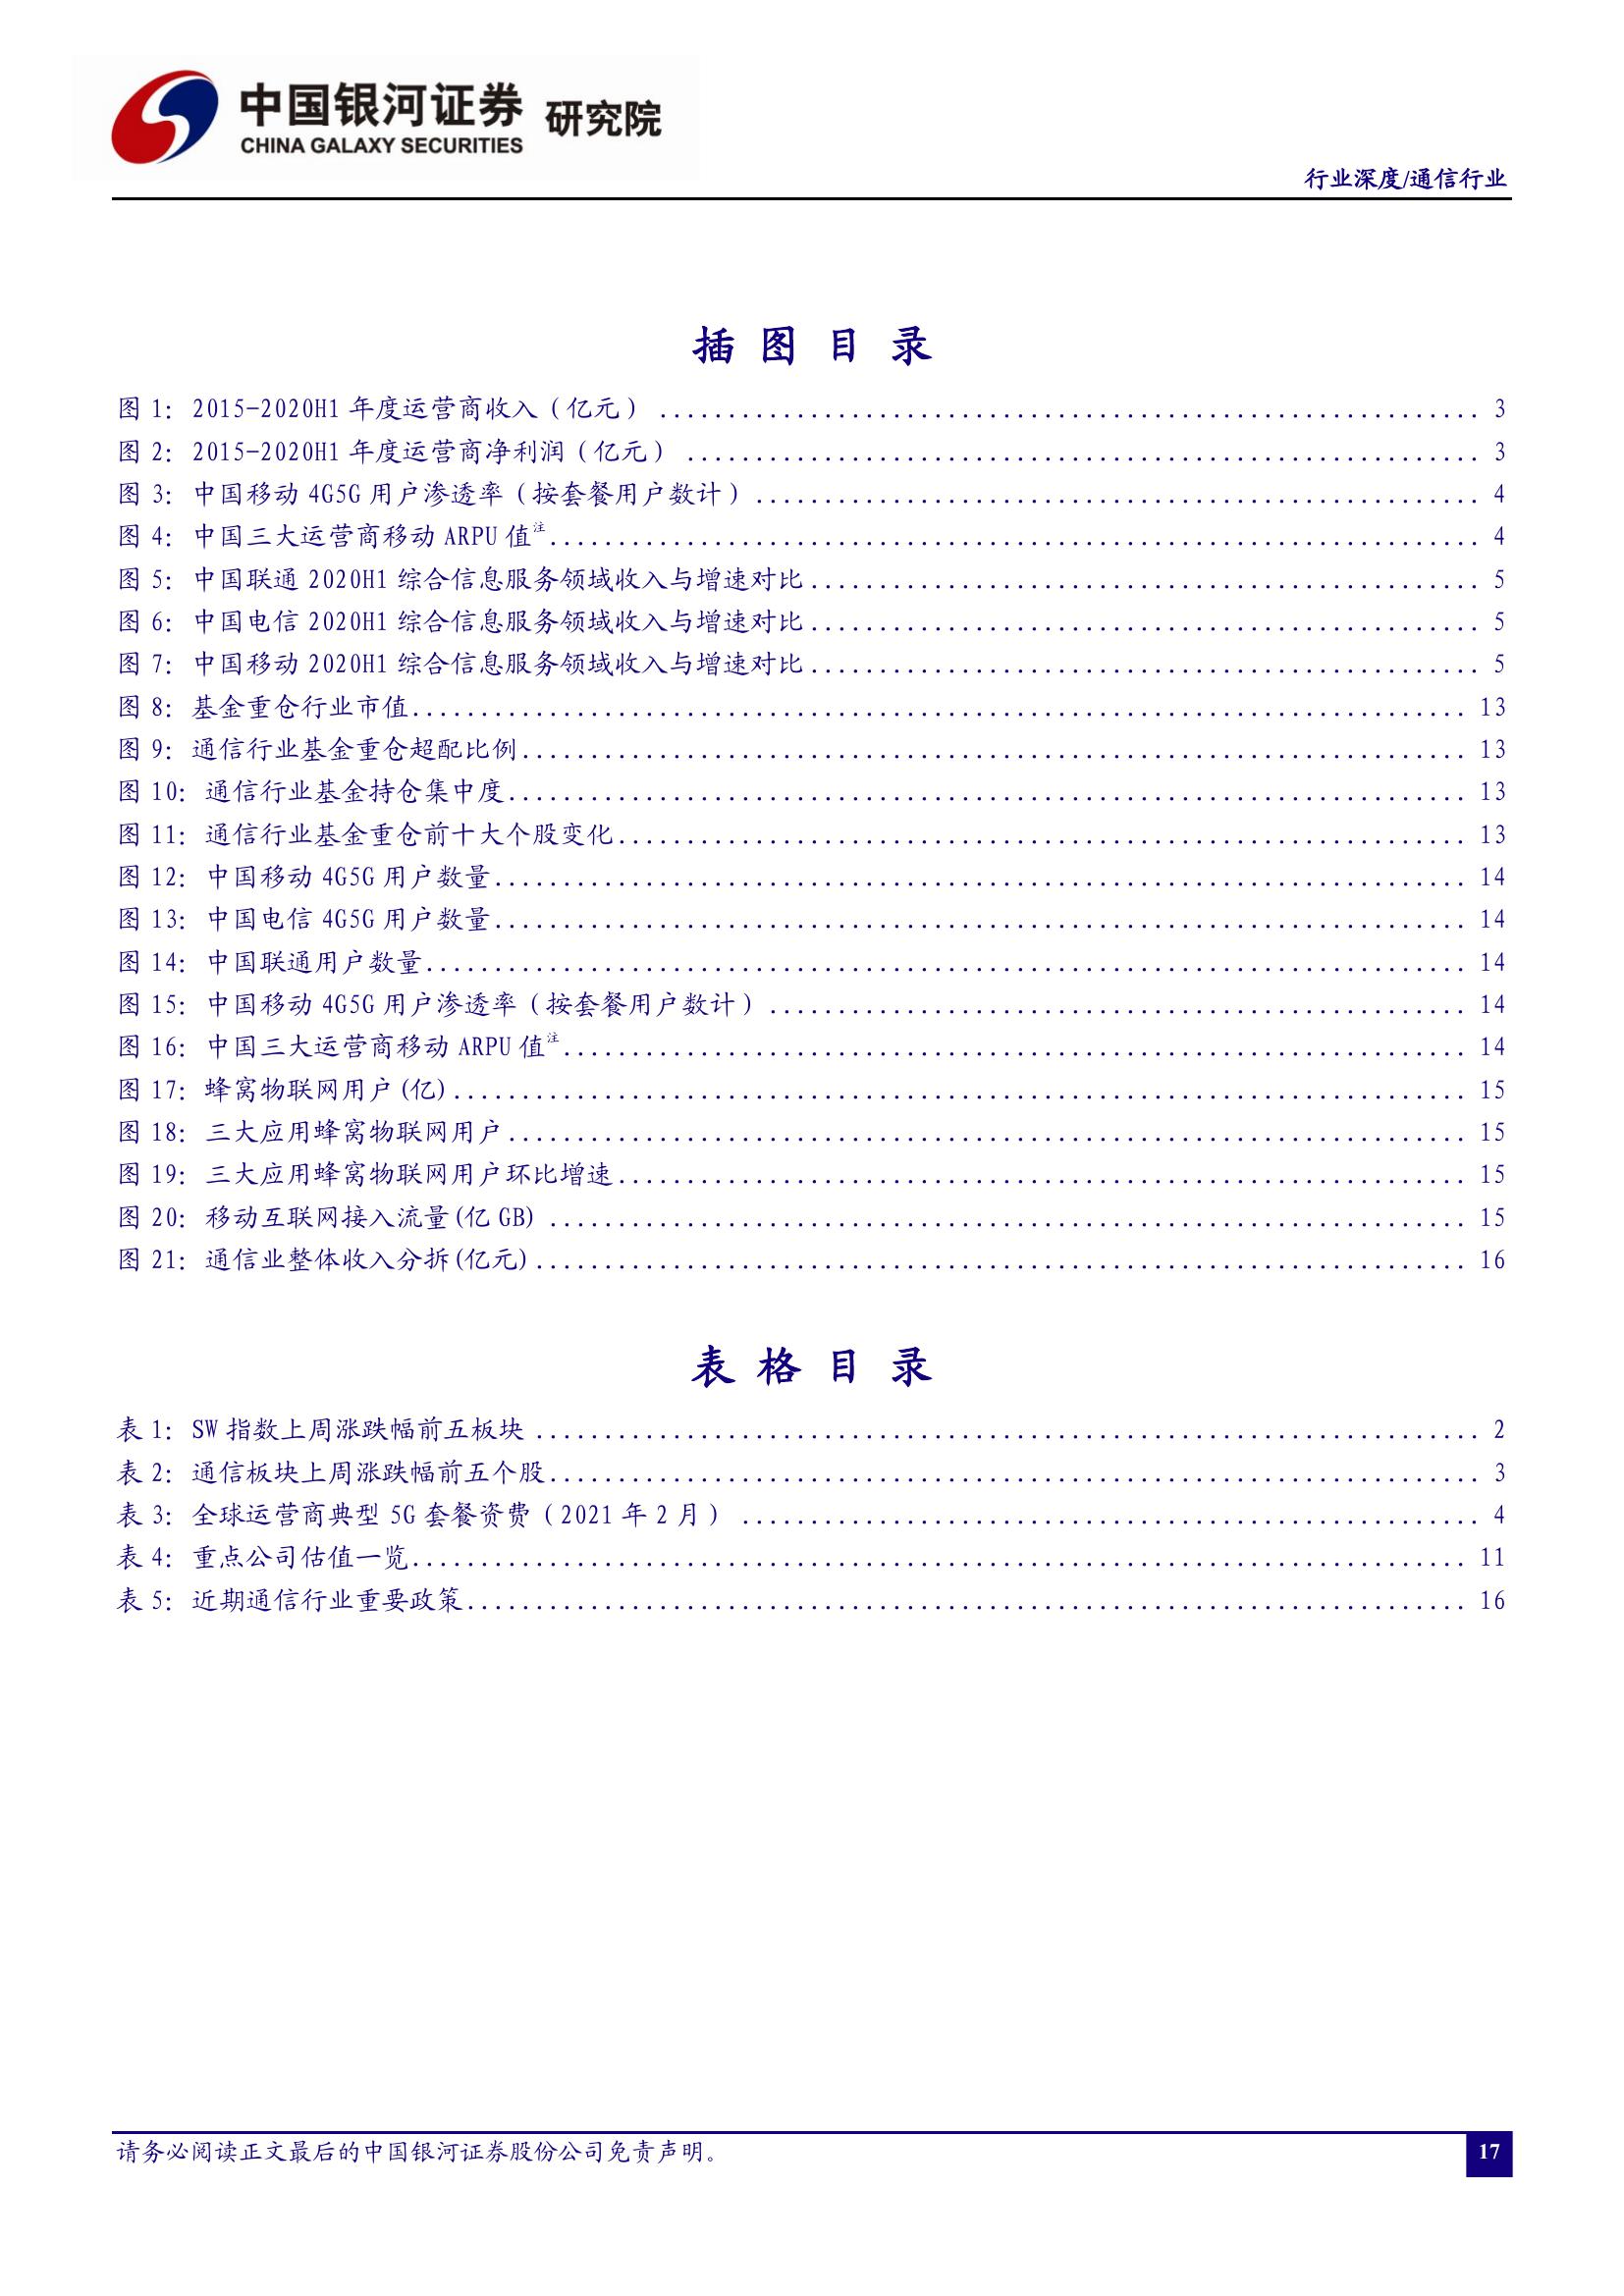 中国银河证券 研究院
CHINA GALAXY SECURITIES
行业深度/通信行业
插 图 目 录
图 1: 2015-2020H1 年度运营商收入（亿元） ........................................ 3
图 2: 2015-2020H1 年度运营商净利润（亿元） ........................................ 3
图 3: 中国移动 4G5G 用户渗透率（按套餐用户数计） ........................................ 4
图 4: 中国三大运营商移动 ARPU 值注........................................ 4
图 5: 中国联通 2020H1 综合信息服务领域收入与增速对比........................................ 5
图 6: 中国电信 2020H1 综合信息服务领域收入与增速对比........................................ 5
图 7: 中国移动 2020H1 综合信息服务领域收入与增速对比........................................ 5
图 8: 基金重仓行业市值........................................ 13
图 9: 通信行业基金重仓超配比例........................................ 13
图 10: 通信行业基金持仓集中度........................................ 13
图 11: 通信行业基金重仓前十大个股变化........................................ 13
图 12: 中国移动 4G5G 用户数量........................................ 14
图 13: 中国电信 4G5G 用户数量........................................ 14
图 14: 中国联通用户数量........................................ 14
图 15: 中国移动 4G5G 用户渗透率（按套餐用户数计） ........................................ 14
图 16: 中国三大运营商移动 ARPU 值注........................................ 14
图 17: 蜂窝物联网用户(亿)........................................ 15
图 18: 三大应用蜂窝物联网用户........................................ 15
图 19: 三大应用蜂窝物联网用户环比增速........................................ 15
图 20: 移动互联网接入流量(亿 GB) ........................................ 15
图 21: 通信业整体收入分拆(亿元)........................................ 16
表 格 目 录
表 1: SW 指数上周涨跌幅前五板块 ........................................ 2
表 2: 通信板块上周涨跌幅前五个股........................................ 3
表 3: 全球运营商典型 5G 套餐资费（2021 年 2 月） ........................................ 4
表 4: 重点公司估值一览........................................ 11
表 5: 近期通信行业重要政策........................................ 16
请务必阅读正文最后的中国银河证券股份公司免责声明。
17